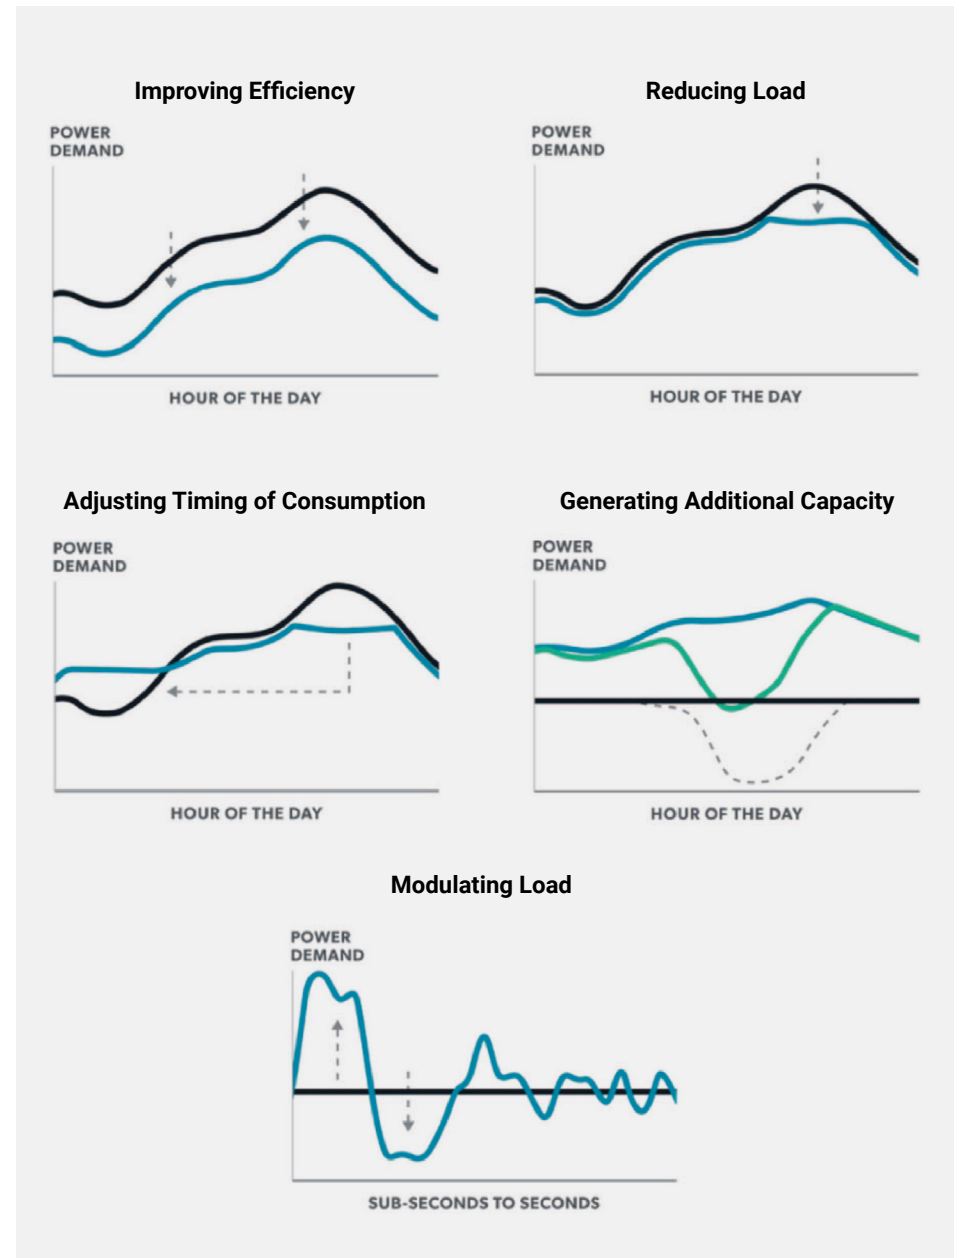 Improving Efficiency
POWER
DEMAND
HOUR OF THE DAY
Reducing Load
POWER
DEMAND
HOUR OF THE DAY
Adjusting Timing of Consumption
POWER
DEMAND
HOUR OF THE DAY
Generating Additional Capacity
POWER
DEMAND
HOUR OF THE DAY
Modulating Load
POWER
DEMAND
SUB-SECONDS TO SECONDS